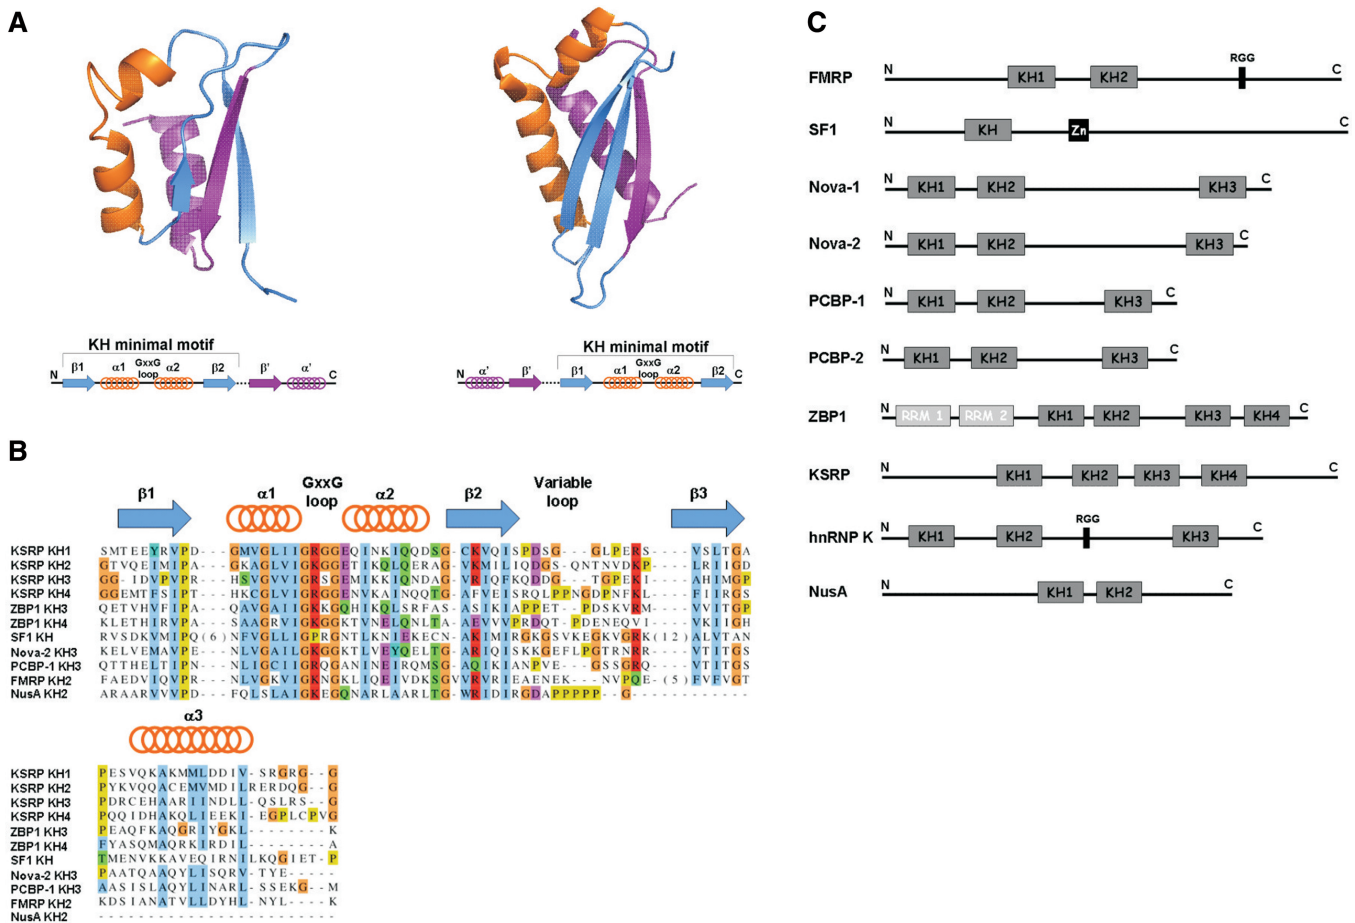 A
KH minimal motif
N β1 α1 GxxG loop α2 β2 β' α' C
KH minimal motif
N α' β' β1 α1 GxxG loop α2 β2 C
B
β1 α1 GxxG loop α2 β2 Variable loop β3
KSRP KH1 SMTEEYRVPD- - -GMVGLIIGRGGEQINKIQQDSG- CKVQISPDSG- - -GLPERS- - - -VSLTGA
KSRP KH2 GTVQEIMIPA- - -GKAGLVIGKGGETIKQLQERAG- VKMILIQDGS-QNTNVDKP- - - -LRIIGD
KSRP KH3 GG-IDVPVPR- - -HSVGVVIGRSGEMIKKIQNDAG- VRIQFKQDDG- - -TGPEKI- - - -AHIMGP
KSRP KH4 GGEMTFSIPT- - -HKCGLVIGRGGENVKAINQQTG- AFVEISRQLPPNGDPNFKL- - - -FIIRGS
ZBP1 KH3 QETVHVFIPA- - -QAVGAIIGKKGQHIKQLSRFAS- ASIKIAPPET- -PDSKVRM- - - -VVITGP
ZBP1 KH4 KLETHIRVPA- - -SAAGRVIGKGGKTVNELQNLTA- AEVVVPRDQT-PDENEQVI- - - -VKIIGH
SF1 KH RVSDKVMIPQ(6)NFVGLLIGPRGNTLKNIEKECN- AKIMIRGKGSVKEGKVGRK(12)ALVTAN
Nova-2 KH3 KELVEMAVPE- - -NLVGAILGKGGKTLVEYQELTG- ARIQISKKGEFLPGTRNRR- - - -VTITGS
PCBP-1 KH3 QTTHELTIPN- - -NLIGCIIGRQGANINEIRQMSG- AQIKIANPVE- - -GSSGRQ- - - -VTITGS
FMRP KH2 FAEDVIQVPR- - -NLVGKVIGKNGKLIQEIVDKSGVVRVRIEAENEK- - -NVPQE-(5)FVFVGT
NusA KH2 ARAARVVVPD- - -FQLSLAIGKEGQNARLAARLTG- WRIDIRGDAPPPPP- -G- - - - - - - - - - - -
α3
KSRP KH1 PESVQKAKMMLDDIV-SRGRG- -G
KSRP KH2 PYKVQQACEMVMDILRERDQG- -G
KSRP KH3 PDRCEHAARIINDLL-QSLRS- -G
KSRP KH4 PQQIDHAKQLIEEKI-EGPLCPVG
ZBP1 KH3 PEAQFKAQGRIYGKL- - - - - - - -K
ZBP1 KH4 FYASQMAQRKIRDIL- - - - - - - -A
SF1 KH TMENVKKAVEQIRNILKQGIET-P
Nova-2 KH3 PAATQAAQYLISQRV-TYE- - - - -
PCBP-1 KH3 AASISLAQYLINARL-SSEKG- -M
FMRP KH2 KDSIANATVLLDYHL-NYL- - - -K
NusA KH2 - - - - - - - - - - - - - - - - - - - - - - - -
C
FMRP N KH1 KH2 RGG C
SF1 N KH Zn C
Nova-1 N KH1 KH2 KH3 C
Nova-2 N KH1 KH2 KH3 C
PCBP-1 N KH1 KH2 KH3 C
PCBP-2 N KH1 KH2 KH3 C
ZBP1 N RRM 1 RRM 2 KH1 KH2 KH3 KH4 C
KSRP N KH1 KH2 KH3 KH4 C
hnRNP K N KH1 KH2 RGG KH3 C
NusA N KH1 KH2 C